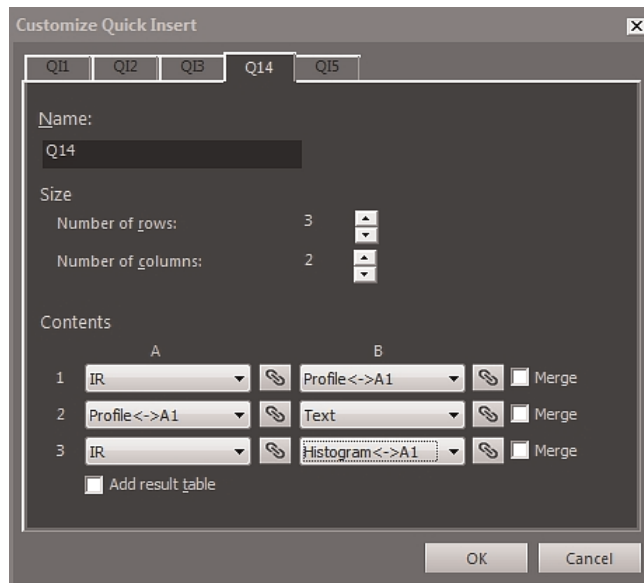 Customize Quick Insert
QI1 QI2 QI3 Q14 QI5
Name:
Q14
Size
Number of rows: 3
Number of columns: 2
Contents
A B
1 IR Profile<->A1 Merge
2 Profile<->A1 Text Merge
3 IR Histogram<->A1 Merge
Add result table
OK Cancel